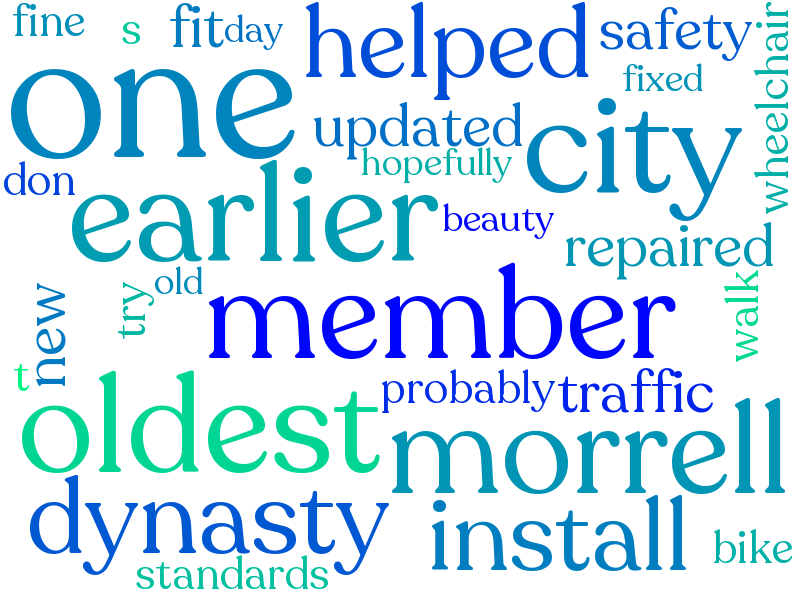 fine
s
fit
day
helped
safety
wheelchair
one
fixed
updated
city
hopefully
don
earlier
beauty
repaired
old
try
new
member
walk
t
oldest
probably
traffic
morrell
dynasty
install
bike
standards